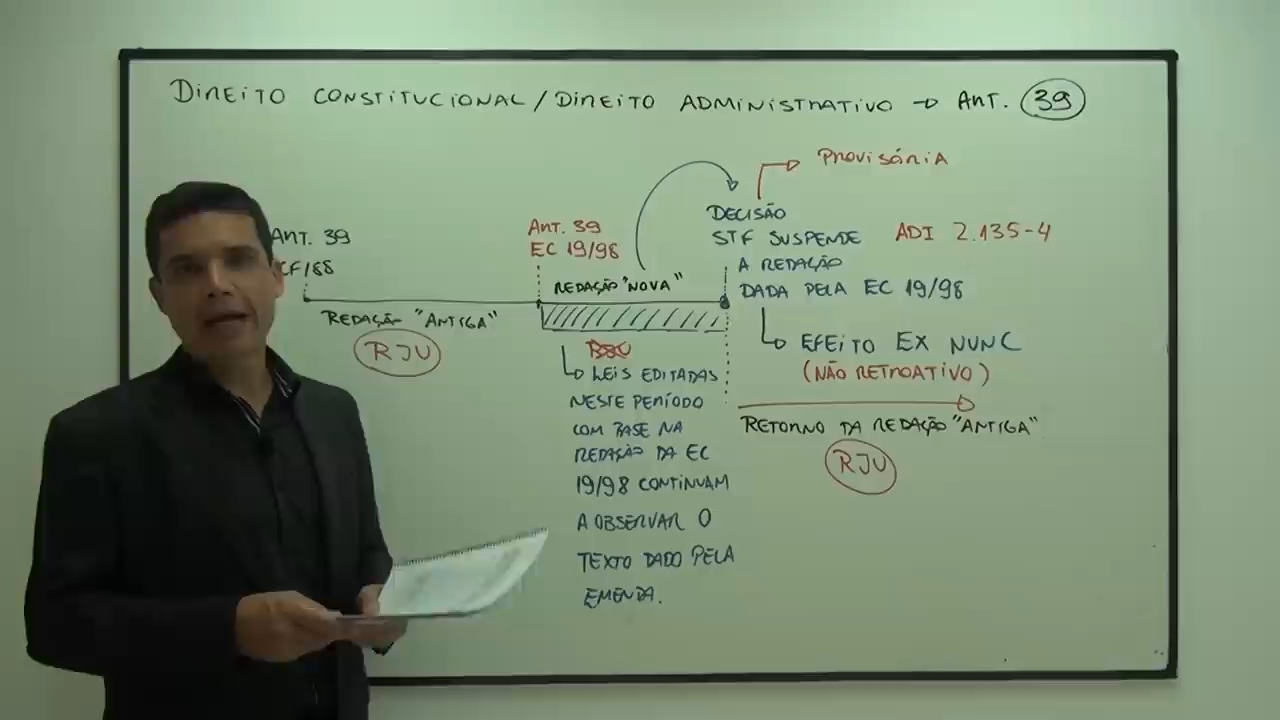 DIREITO CONSTITUCIONAL / DIREITO ADMINISTRATIVO → ART. 39
PROVISÓRIA
ART. 39
CF/88
REDAÇÃO "ANTIGA"
RJU
ART. 39
EC 19/98
REDAÇÃO "NOVA"
RJU
LEIS EDITADAS
NESTE PERÍODO
COM BASE NA
REDAÇÃO DA EC
19/98 CONTINUAM
A OBSERVAR O
TEXTO DADO PELA
EMENDA.
DECISÃO
STF SUSPENDE
A REDAÇÃO
DADA PELA EC 19/98
ADI 2.135-4
EFEITO EX NUNC
(NÃO RETROATIVO)
RETORNO DA REDAÇÃO "ANTIGA"
RJU